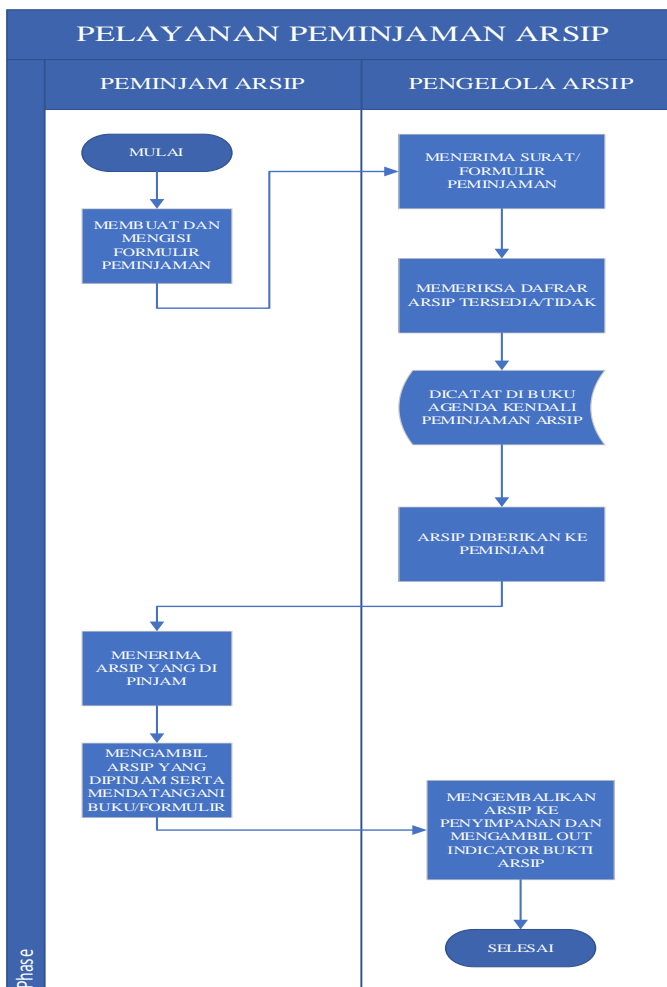 PELAYANAN PEMINJAMAN ARSIP
PEMINJAM ARSIP
PENGELOLA ARSIP
MULAI
MEMBUAT DAN
MENGISI
FORMULIR
PEMINJAMAN
MENERIMA SURAT/
FORMULIR
PEMINJAMAN
MEMERIKSA DAFRAR
ARSIP TERSEDIA/TIDAK
DICATAT DI BUKU
AGENDA KENDALI
PEMINJAMAN ARSIP
ARSIP DIBERIKAN KE
PEMINJAM
MENERIMA
ARSIP YANG DI
PINJAM
MENGAMBIL
ARSIP YANG
DIPINJAM SERTA
MENDATANGANI
BUKU/FORMULIR
MENGEMBALIKAN
ARSIP KE
PENYIMPANAN DAN
MENGAMBIL OUT
INDICATOR BUKTI
ARSIP
SELESAI
Phase